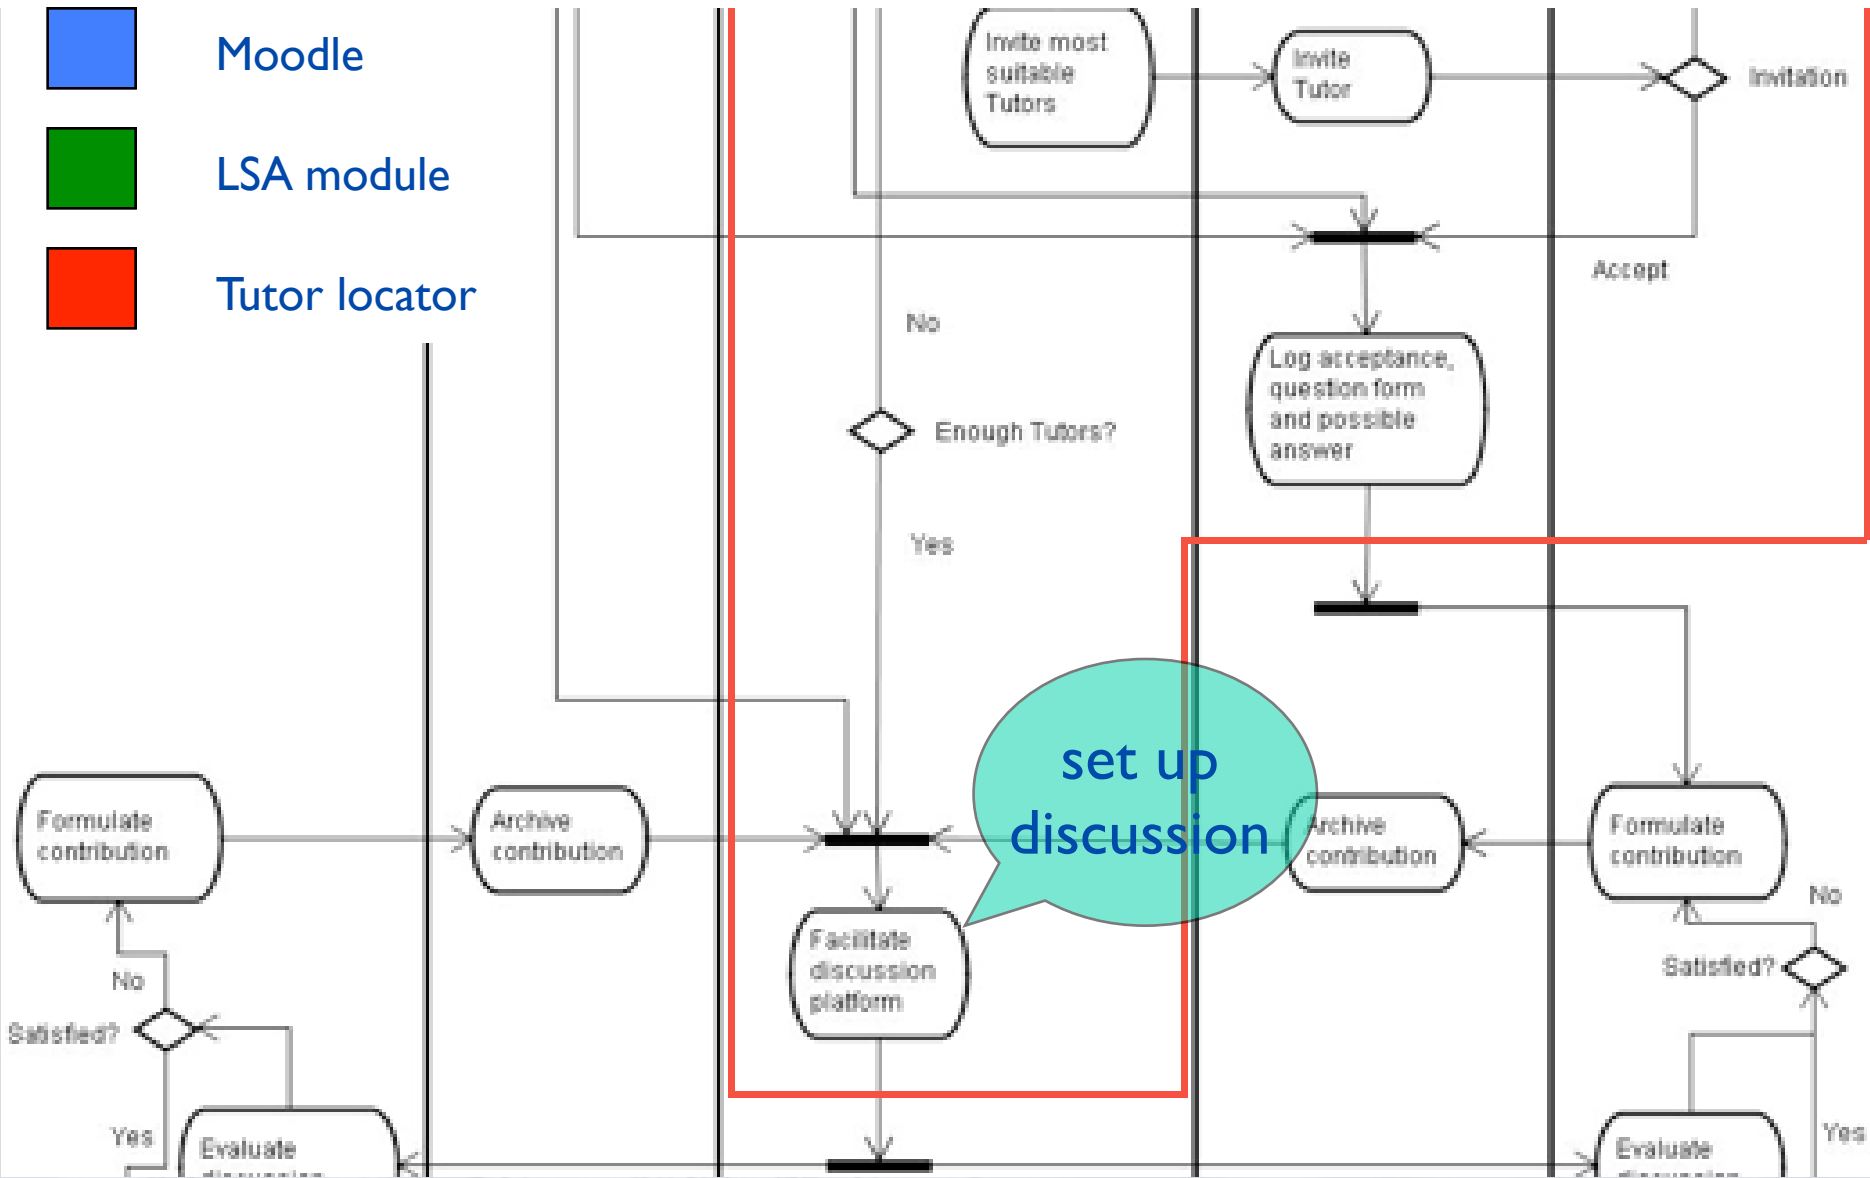 Moodle
LSA module
Tutor locator
Invite most
suitable
Tutors
Invite
Tutor
Invitation
Accept
No
Log acceptance,
question form
and possible
answer
Enough Tutors?
Yes
set up
discussion
Formulate
contribution
Archive
contribution
Archive
contribution
Formulate
contribution
No
Facilitate
discussion
platform
Satisfied?
No
Satisfied?
Yes
Evaluate
Evaluate
Yes